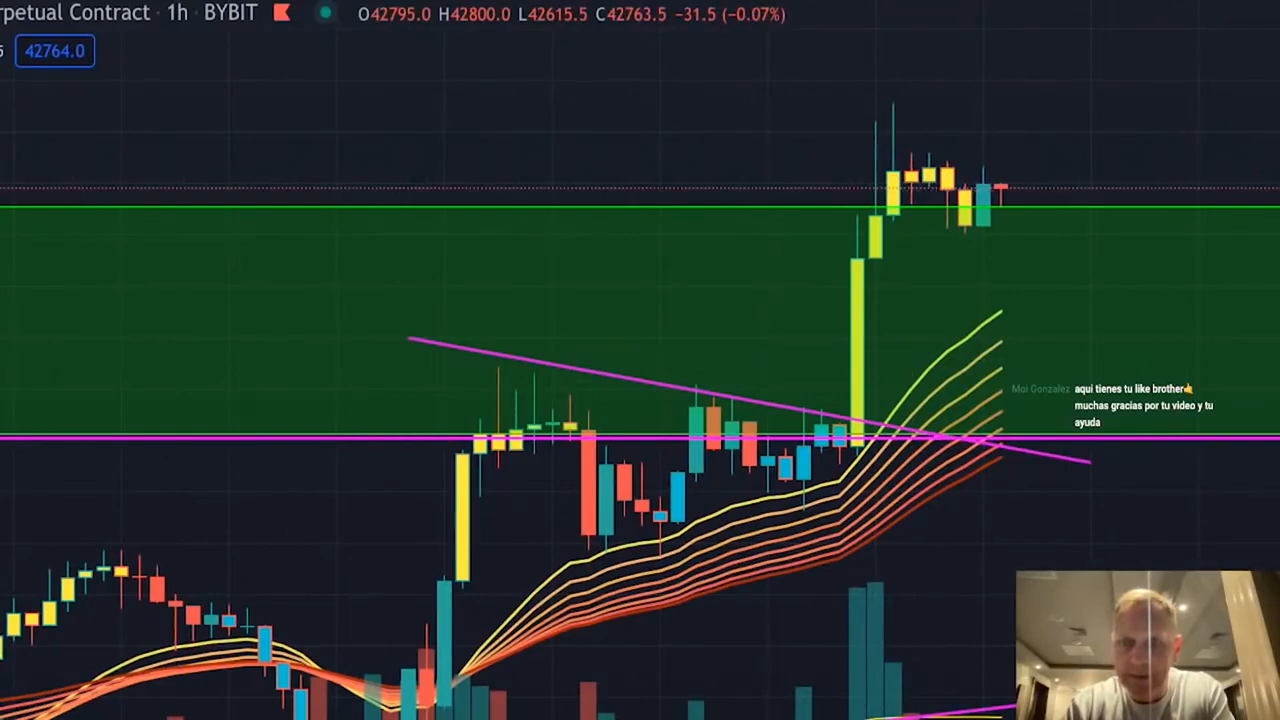 rpetual Contract · 1h · BYBIT O42795.0 H42800.0 L42615.5 C42763.5 −31.5 (−0.07%)
5 42764.0
Moi Gonzalez aqui tienes tu like brother🤙
muchas gracias por tu video y tu
ayuda